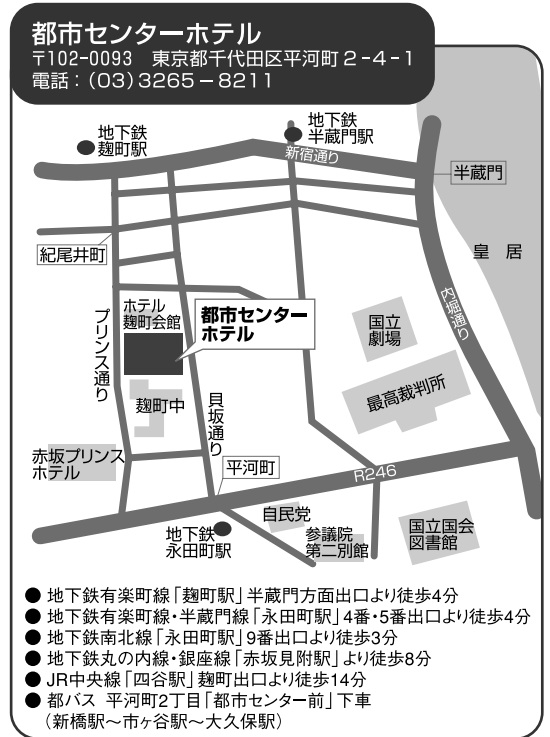 都市センターホテル
〒102-0093　東京都千代田区平河町2-4-1
電話：(03)3265－8211
地下鉄
麹町駅
地下鉄
半蔵門駅
新宿通り
半蔵門
紀尾井町
皇　居
内堀通り
ホテル
麹町会館
都市センター
ホテル
プリンス通り
国立
劇場
最高裁判所
麹町中
貝坂通り
赤坂プリンス
ホテル
平河町
R246
地下鉄
永田町駅
自民党
参議院
第二別館
国立国会
図書館
● 地下鉄有楽町線「麹町駅」半蔵門方面出口より徒歩4分
● 地下鉄有楽町線・半蔵門線「永田町駅」4番・5番出口より徒歩4分
● 地下鉄南北線「永田町駅」9番出口より徒歩3分
● 地下鉄丸の内線・銀座線「赤坂見附駅」より徒歩8分
● JR中央線「四谷駅」麹町出口より徒歩14分
● 都バス 平河町2丁目「都市センター前」下車
（新橋駅～市ヶ谷駅～大久保駅）